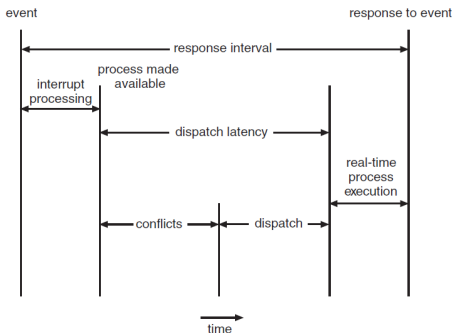 event
response to event
response interval
process made
available
interrupt
processing
dispatch latency
real-time
process
execution
conflicts
dispatch
time